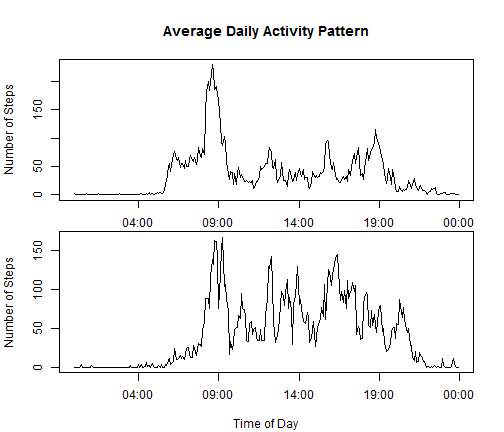 Average Daily Activity Pattern
Number of Steps
0 50 150
04:00 09:00 14:00 19:00 00:00
Number of Steps
0 50 100 150
04:00 09:00 14:00 19:00 00:00
Time of Day